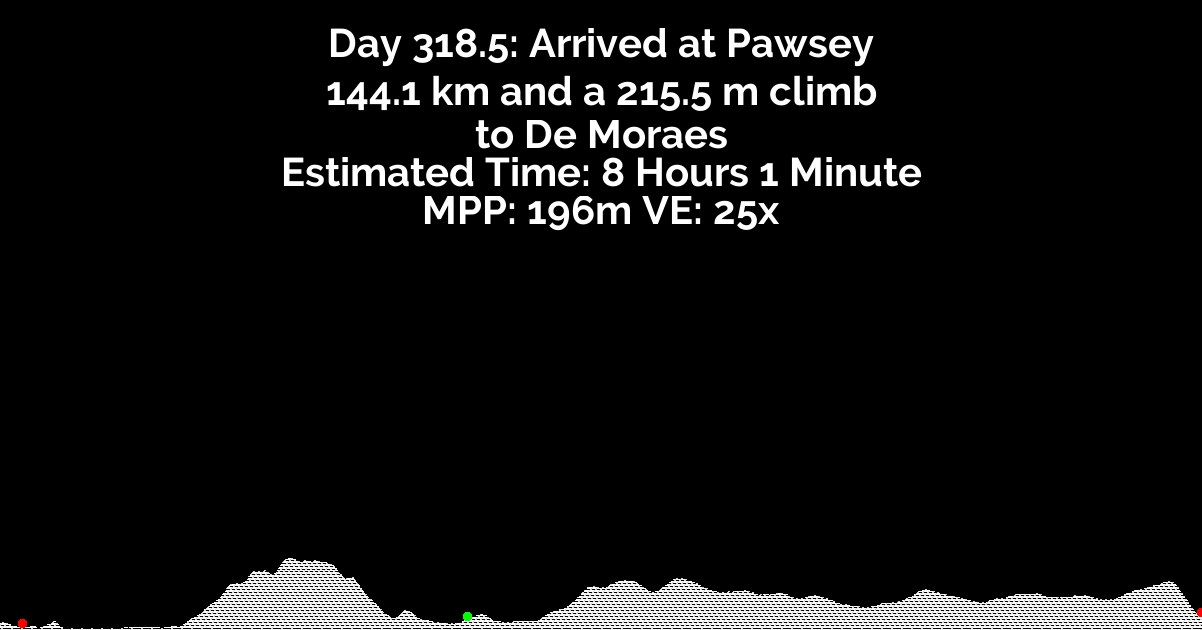 Day 318.5: Arrived at Pawsey
144.1 km and a 215.5 m climb
to De Moraes
Estimated Time: 8 Hours 1 Minute
MPP: 196m VE: 25x